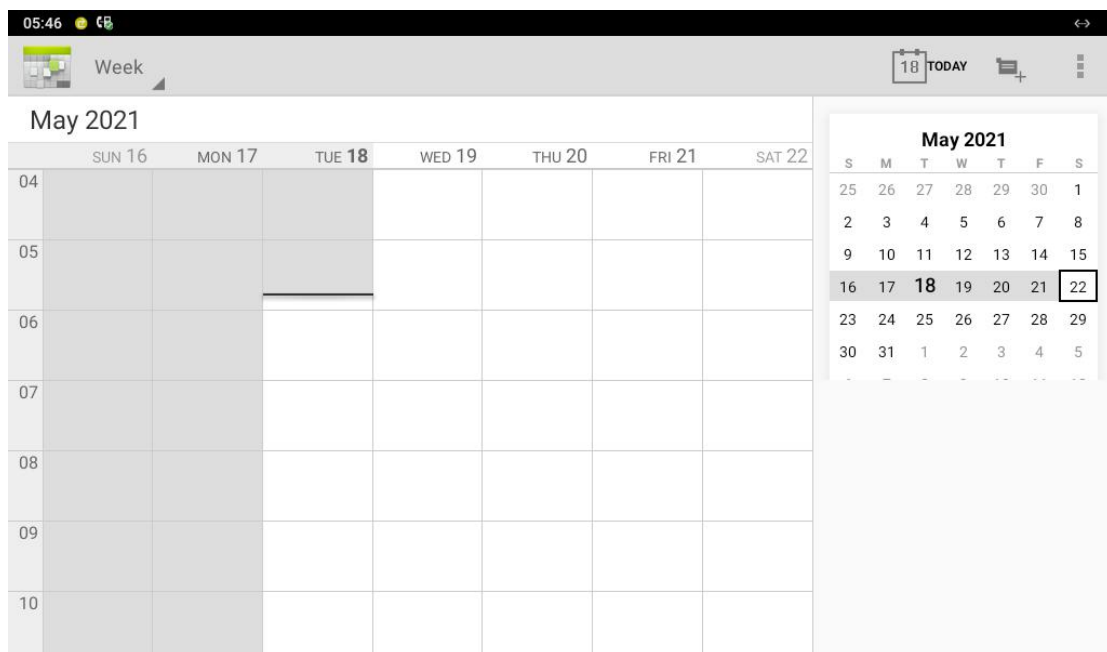 05:46
Week
18 TODAY
May 2021
SUN 16 MON 17 TUE 18 WED 19 THU 20 FRI 21 SAT 22
04
05
06
07
08
09
10
May 2021
S M T W T F S
25 26 27 28 29 30 1
2 3 4 5 6 7 8
9 10 11 12 13 14 15
16 17 18 19 20 21 22
23 24 25 26 27 28 29
30 31 1 2 3 4 5